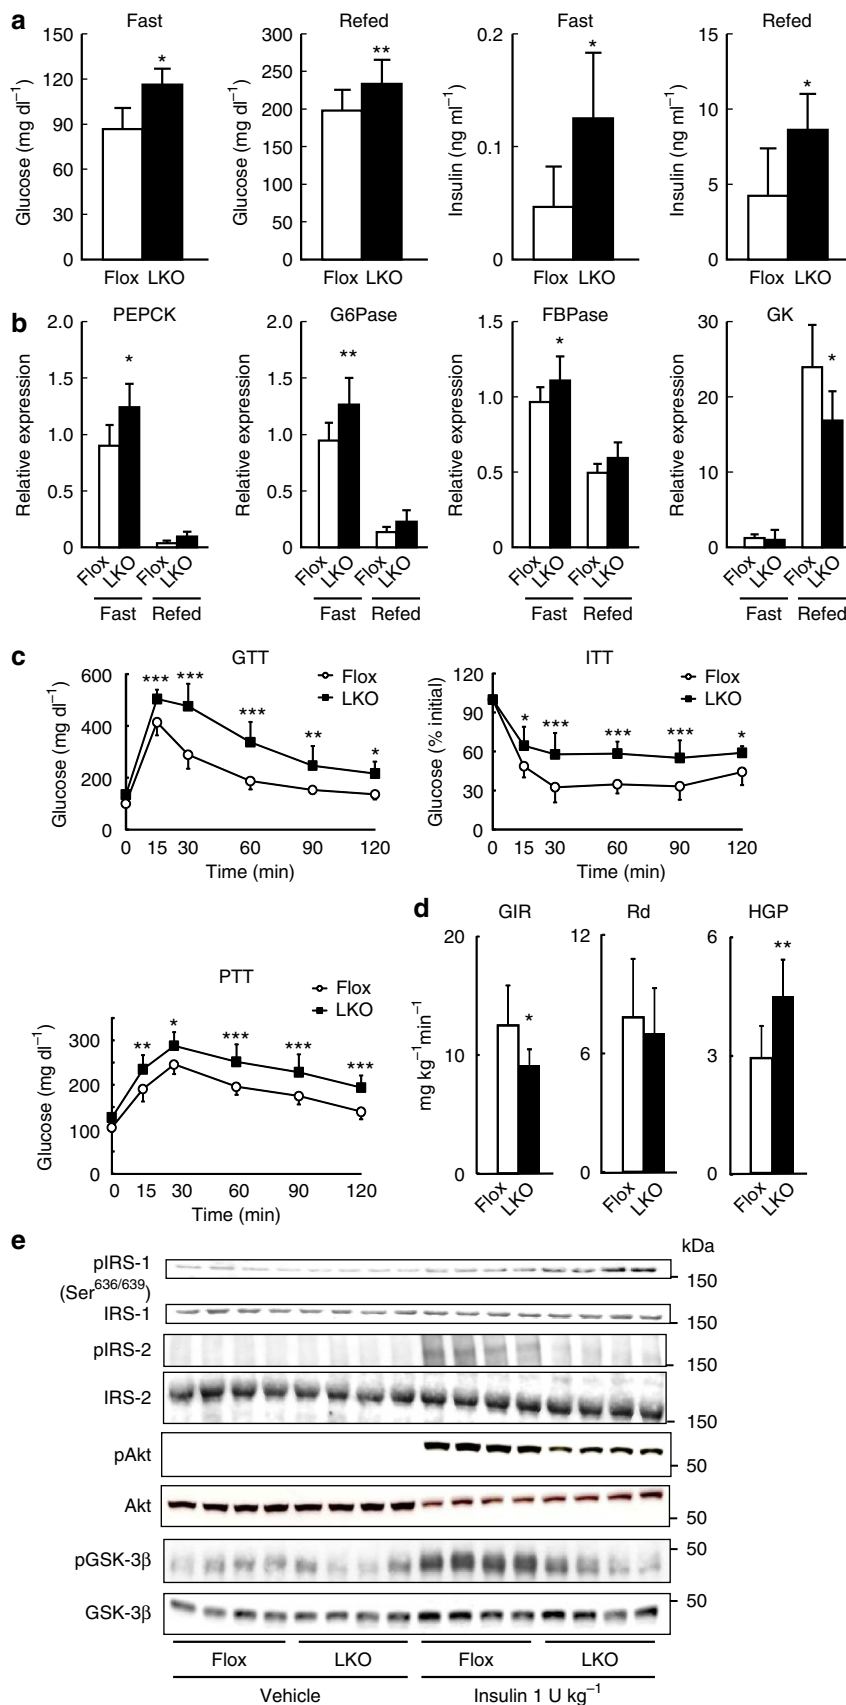 a
Fast
Refed
Fast
Refed
Glucose (mg dl⁻¹)
150
120
90
60
30
0
*
Flox LKO
Glucose (mg dl⁻¹)
300
250
200
150
100
50
0
**
Flox LKO
Insulin (ng ml⁻¹)
0.2
0.1
0
*
Flox LKO
Insulin (ng ml⁻¹)
15
10
5
0
*
Flox LKO
b
PEPCK
G6Pase
FBPase
GK
Relative expression
2.0
1.5
1.0
0.5
0
*
Flox LKO Flox LKO
Fast Refed
Relative expression
2.0
1.5
1.0
0.5
0
**
Flox LKO Flox LKO
Fast Refed
Relative expression
1.5
1.0
0.5
0
*
Flox LKO Flox LKO
Fast Refed
Relative expression
30
20
10
0
*
Flox LKO Flox LKO
Fast Refed
c
GTT
Flox
LKO
Glucose (mg dl⁻¹)
600
400
200
0
*** *** *** ** *
0 15 30 60 90 120
Time (min)
ITT
Flox
LKO
Glucose (% initial)
120
90
60
30
0
* *** *** *** *
0 15 30 60 90 120
Time (min)
PTT
Flox
LKO
Glucose (mg dl⁻¹)
300
200
100
0
** * *** *** ***
0 15 30 60 90 120
Time (min)
d
GIR
Rd
HGP
mg kg⁻¹min⁻¹
20
10
0
*
Flox LKO
12
6
0
Flox LKO
6
3
0
**
Flox LKO
e
kDa
pIRS-1
(Ser636/639)
150
IRS-1
150
pIRS-2
150
IRS-2
150
pAkt
50
Akt
50
pGSK-3β
50
GSK-3β
50
Flox LKO Flox LKO
Vehicle Insulin 1 U kg⁻¹